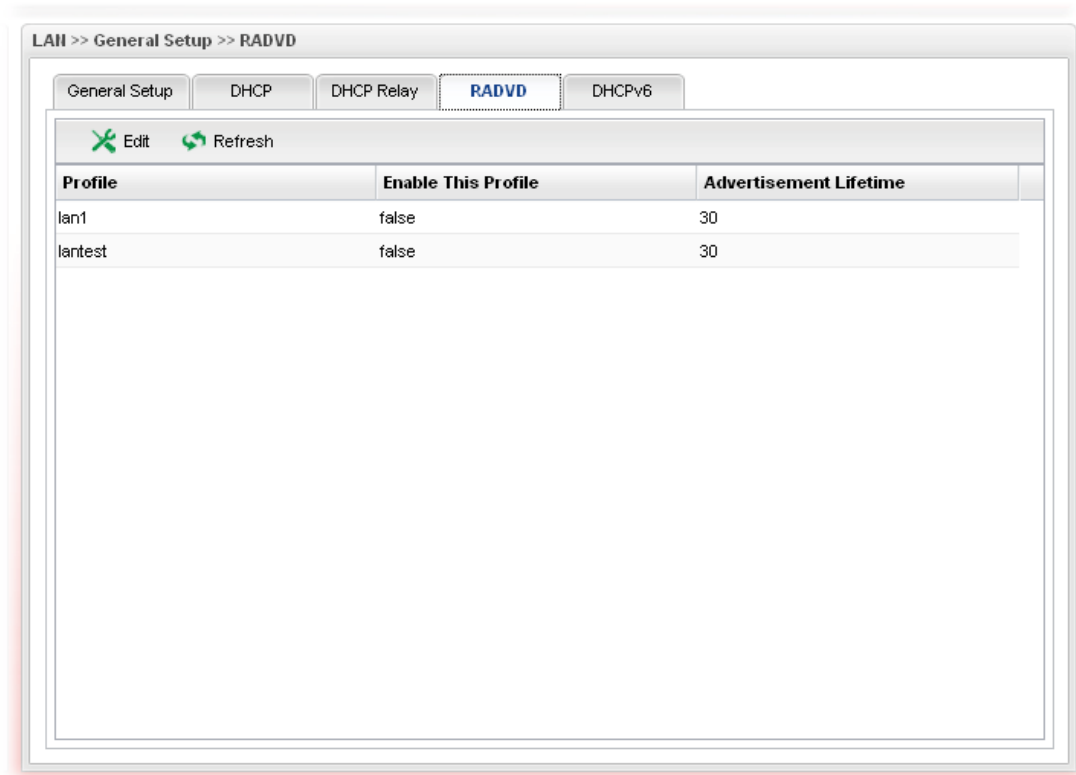 LAN >> General Setup >> RADVD
General Setup DHCP DHCP Relay RADVD DHCPv6
Edit Refresh
Profile Enable This Profile Advertisement Lifetime
lan1 false 30
lantest false 30